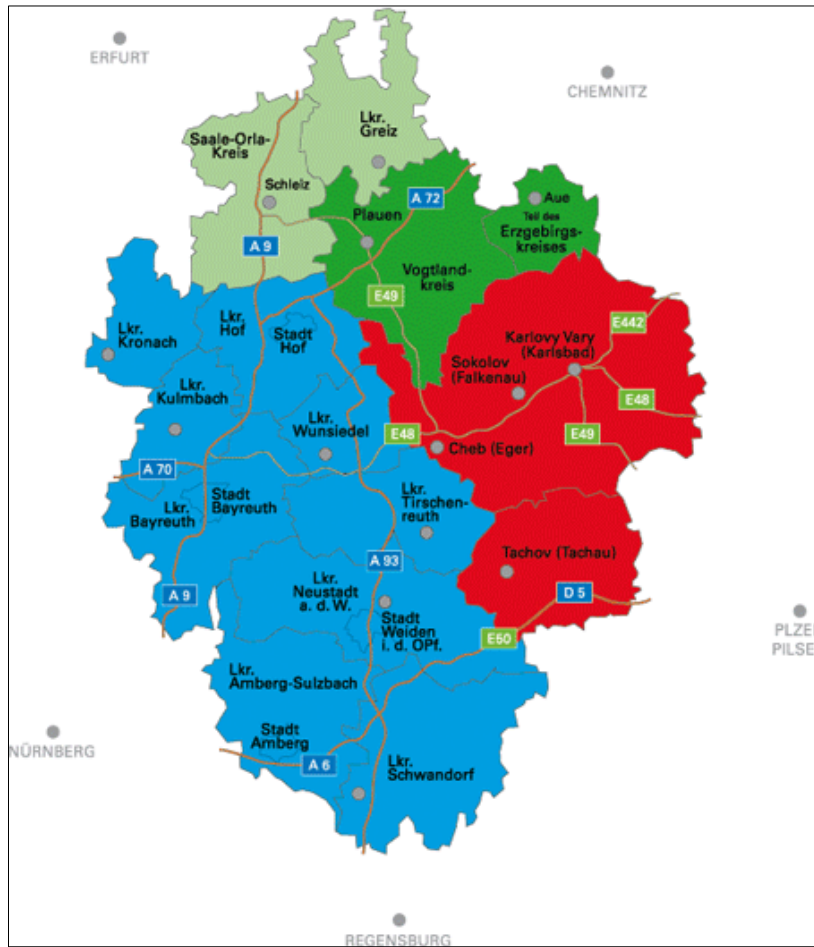 ERFURT
CHEMNITZ
Lkr.
Greiz
Saale-Orla-
Kreis
Schleiz
A 72
Aue
Plauen
Teil des
Erzgebirgs-
kreises
A 9
Vogtland-
kreis
E49
Lkr.
Hof
Stadt
Hof
Lkr.
Kronach
E442
Karlovy Vary
(Karlsbad)
Sokolov
(Falkenau)
Lkr.
Kulmbach
E48
Lkr.
Wunsiedel
E48
E49
Cheb (Eger)
A 70
Stadt
Bayreuth
Lkr.
Bayreuth
Lkr.
Tirschen-
reuth
A 93
Tachov (Tachau)
Lkr.
Neustadt
a. d. W.
A 9
D 5
Stadt
Weiden
i. d. OPf.
E50
PLZE
PILSE
Lkr.
Amberg-Sulzbach
Stadt
Amberg
NÜRNBERG
A 6
Lkr.
Schwandorf
REGENSBURG